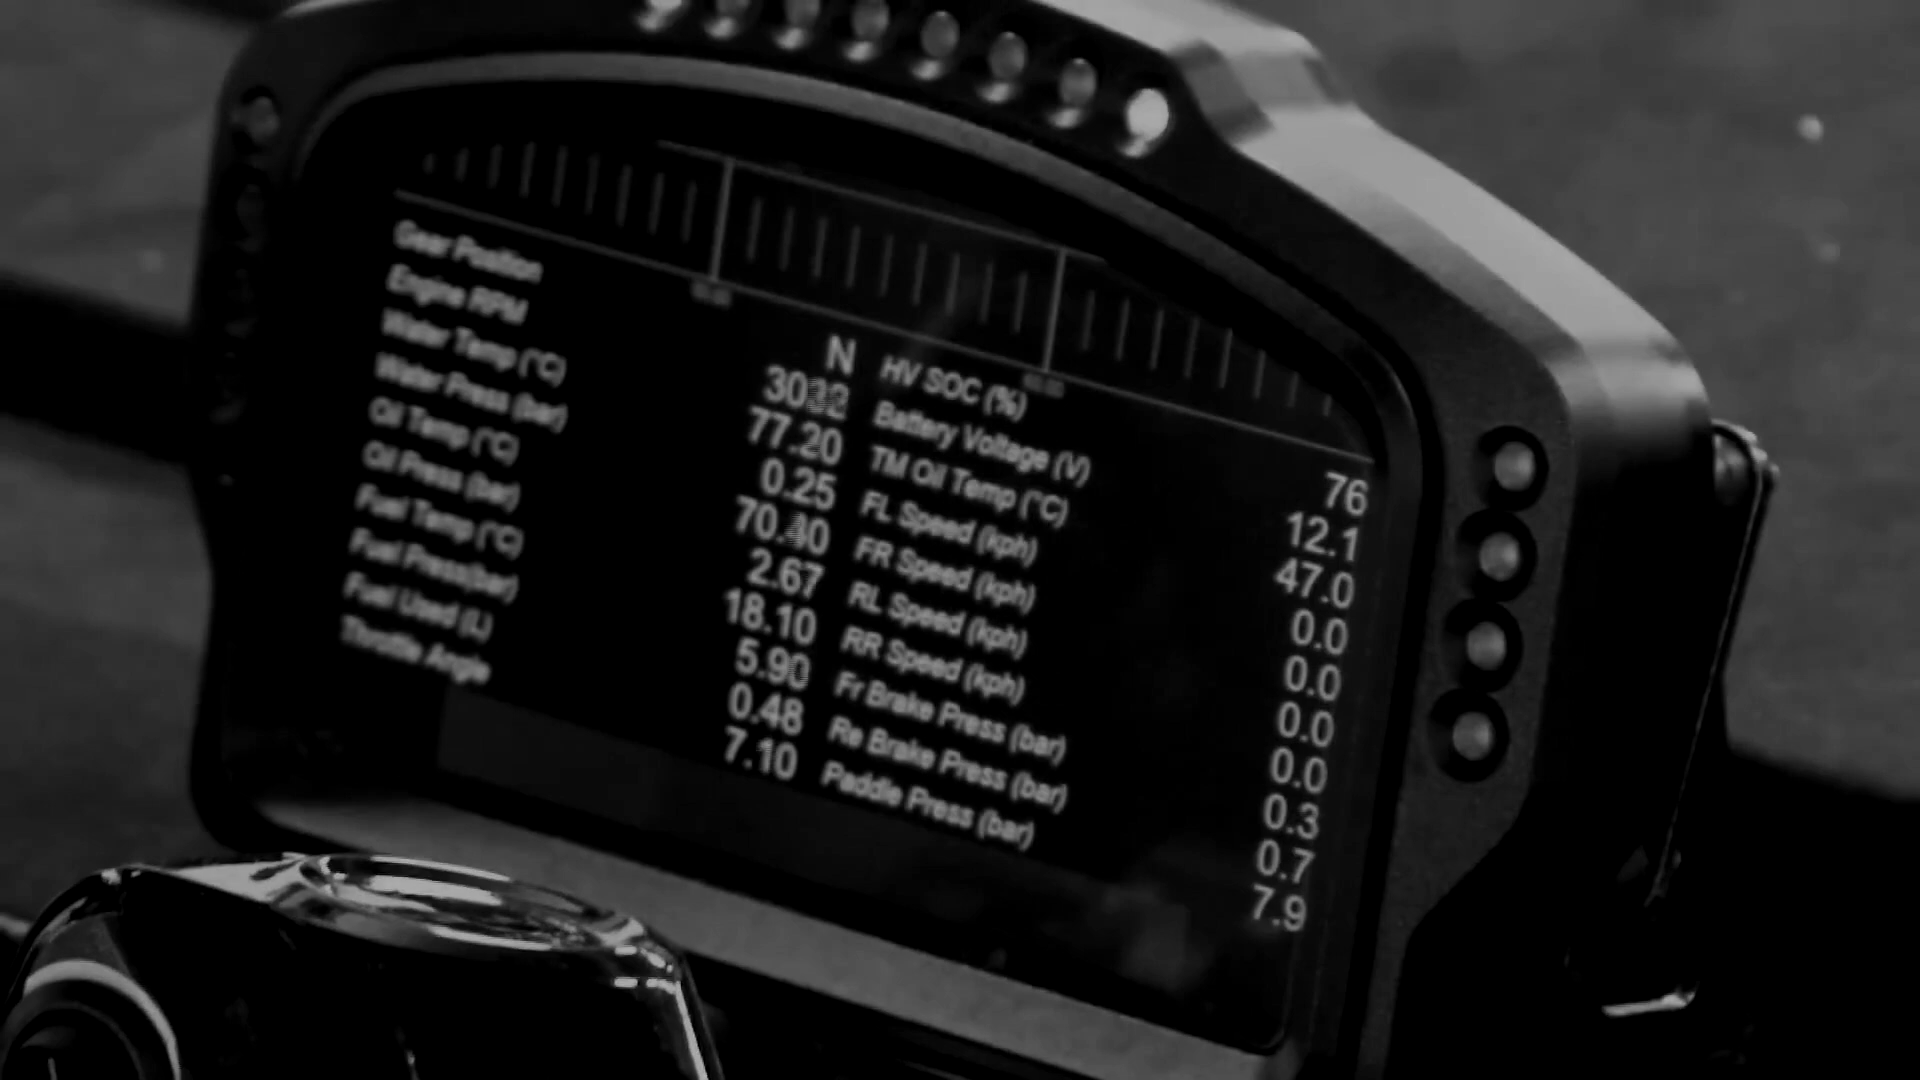 Gear Position N
Engine RPM 3032
Water Temp (°C) 77.20
Water Press (bar) 0.25
Oil Temp (°C) 70.40
Oil Press (bar) 2.67
Fuel Temp (°C) 18.10
Fuel Press(bar) 5.90
Fuel Used (L) 0.48
Throttle Angle 7.10
HV SOC (%) 76
Battery Voltage (V) 12.1
TM Oil Temp (°C) 47.0
FL Speed (kph) 0.0
FR Speed (kph) 0.0
RL Speed (kph) 0.0
RR Speed (kph) 0.0
Fr Brake Press (bar) 0.3
Re Brake Press (bar) 0.7
Paddle Press (bar) 7.9